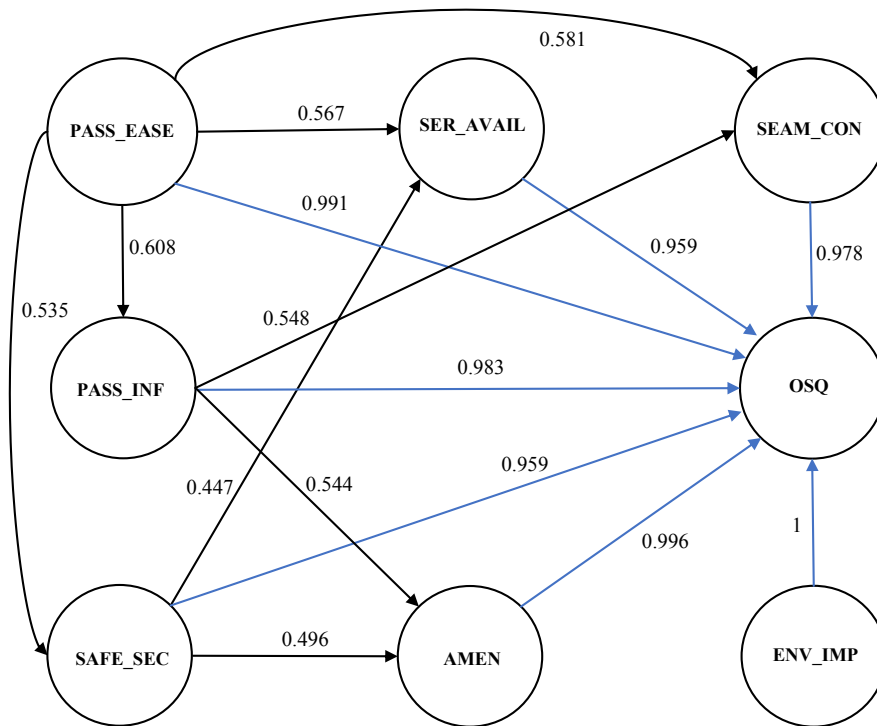 0.581
0.567
PASS_EASE
SER_AVAIL
SEAM_CON
0.991
0.959
0.978
0.608
0.535
0.548
0.983
PASS_INF
OSQ
0.447
0.544
0.959
0.996
1
0.496
SAFE_SEC
AMEN
ENV_IMP